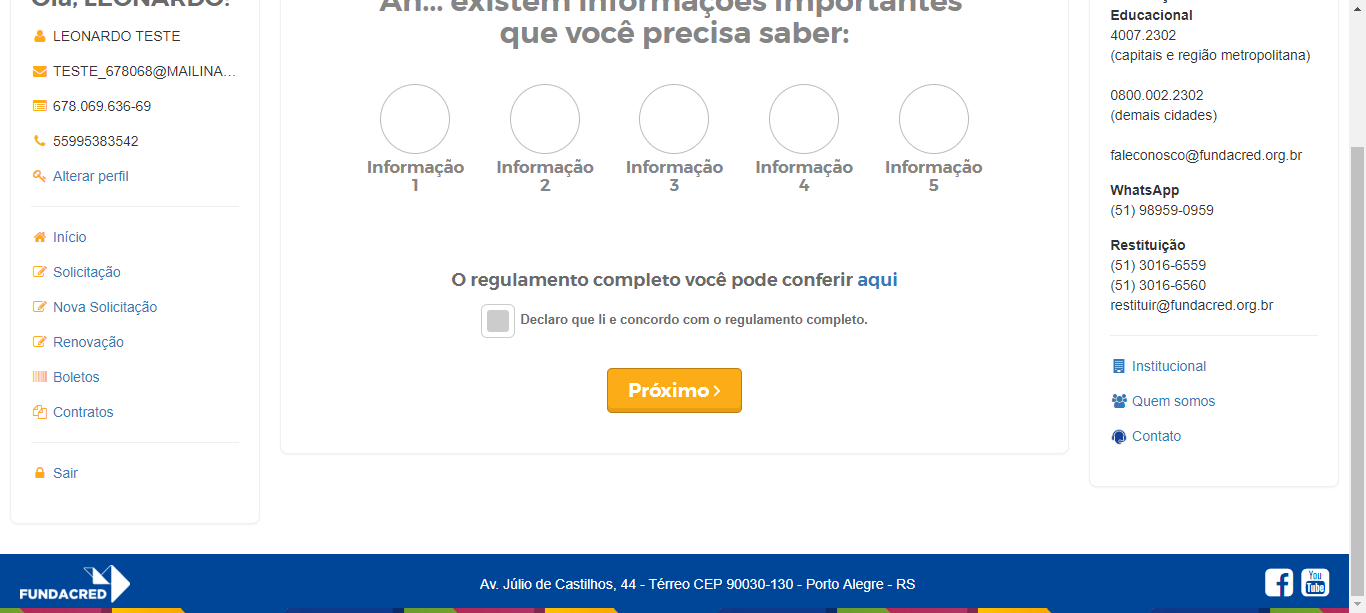 Olá, LEONARDO!
LEONARDO TESTE
TESTE_678068@MAILINA...
678.069.636-69
55995383542
Alterar perfil
Início
Solicitação
Nova Solicitação
Renovação
Boletos
Contratos
Sair
Ah... existem informações importantes
que você precisa saber:
Informação
1
Informação
2
Informação
3
Informação
4
Informação
5
O regulamento completo você pode conferir aqui
Declaro que li e concordo com o regulamento completo.
Próximo ›
Educacional
4007.2302
(capitais e região metropolitana)
0800.002.2302
(demais cidades)
faleconosco@fundacred.org.br
WhatsApp
(51) 98959-0959
Restituição
(51) 3016-6559
(51) 3016-6560
restituir@fundacred.org.br
Institucional
Quem somos
Contato
FUNDACRED
Av. Júlio de Castilhos, 44 - Térreo CEP 90030-130 - Porto Alegre - RS
You
Tube